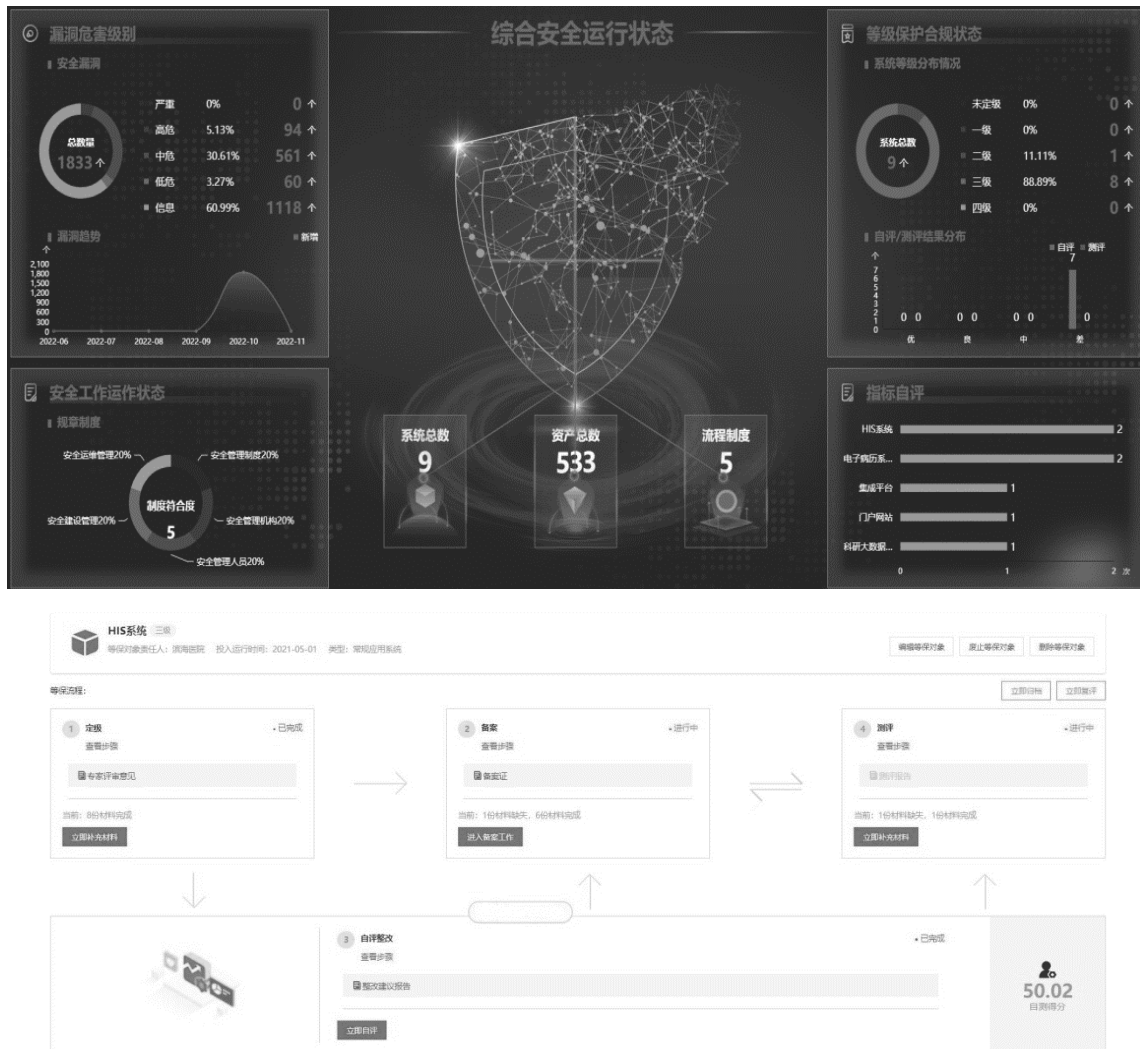 综合安全运行状态
漏洞危害级别
安全漏洞
总数量
1833 个
严重 0% 0 个
高危 5.13% 94 个
中危 30.61% 561 个
低危 3.27% 60 个
信息 60.99% 1118 个
漏洞趋势
新增
个
2,100
1,800
1,500
1,200
900
600
300
0
2022-06 2022-07 2022-08 2022-09 2022-10 2022-11
安全工作运作状态
规章制度
安全运维管理20% 安全管理制度20%
制度符合度
5
安全建设管理20% 安全管理机构20%
安全管理人员20%
系统总数
9
资产总数
533
流程制度
5
等级保护合规状态
系统等级分布情况
系统总数
9 个
未定级 0% 0 个
一级 0% 0 个
二级 11.11% 1 个
三级 88.89% 8 个
四级 0% 0 个
自评/测评结果分布
自评 测评
个
7
6
5
4
3
2
1
0
0 0 0 0 0 0 7 0
优 良 中 差
指标自评
HIS系统 2
电子病历系... 2
集成平台 1
门户网站 1
科研大数据... 1
0 1 2 次
HIS系统 三级
等保对象责任人：滨海医院 投入运行时间：2021-05-01 类型：常规应用系统
编辑等保对象 废止等保对象 删除等保对象
等保流程：
立即归档 立即复评
1 定级 已完成
查看步骤
专家评审意见
当前：8份材料完成
立即补充材料
2 备案 进行中
查看步骤
备案证
当前：1份材料缺失，6份材料完成
进入备案工作
4 测评 进行中
查看步骤
测评报告
当前：1份材料缺失，1份材料完成
立即补充材料
3 自评整改 已完成
查看步骤
整改建议报告
立即自评
50.02
自测得分